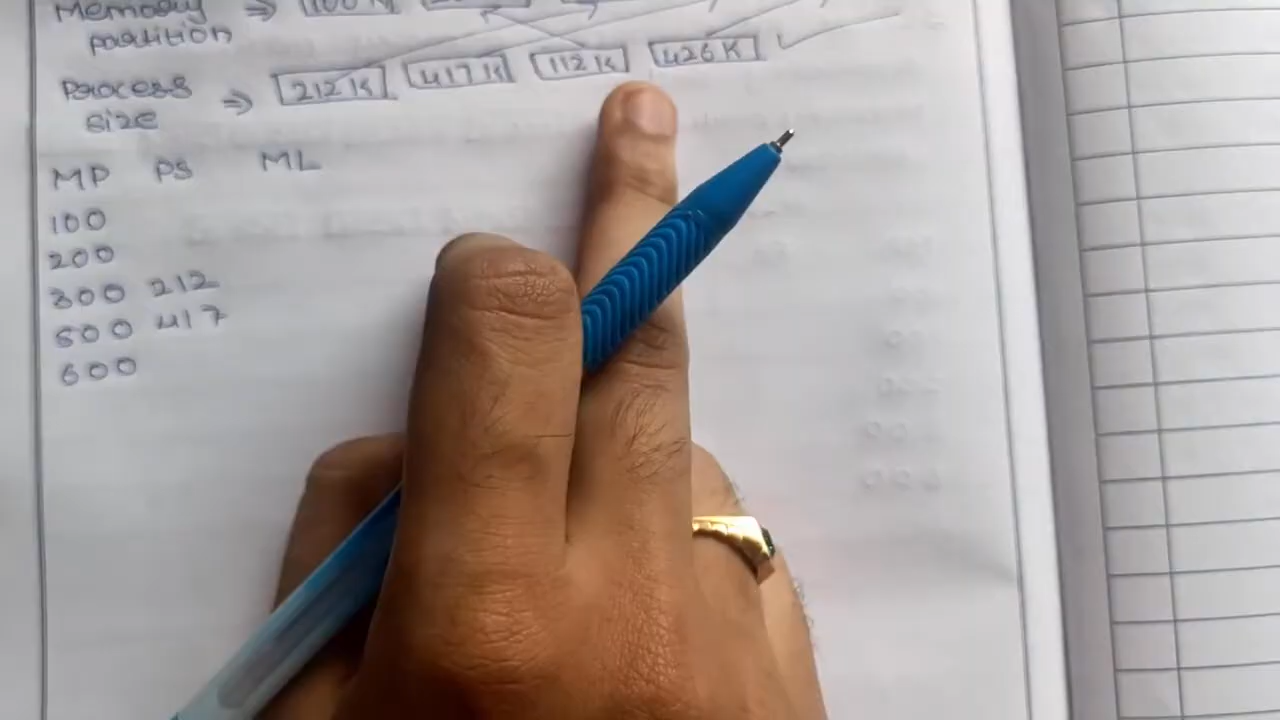 Memory ⇒ 100 K
partition
Process ⇒ 212 K 417 K 112 K 426 K
size
MP PS ML
100
200
300 212
500 417
600